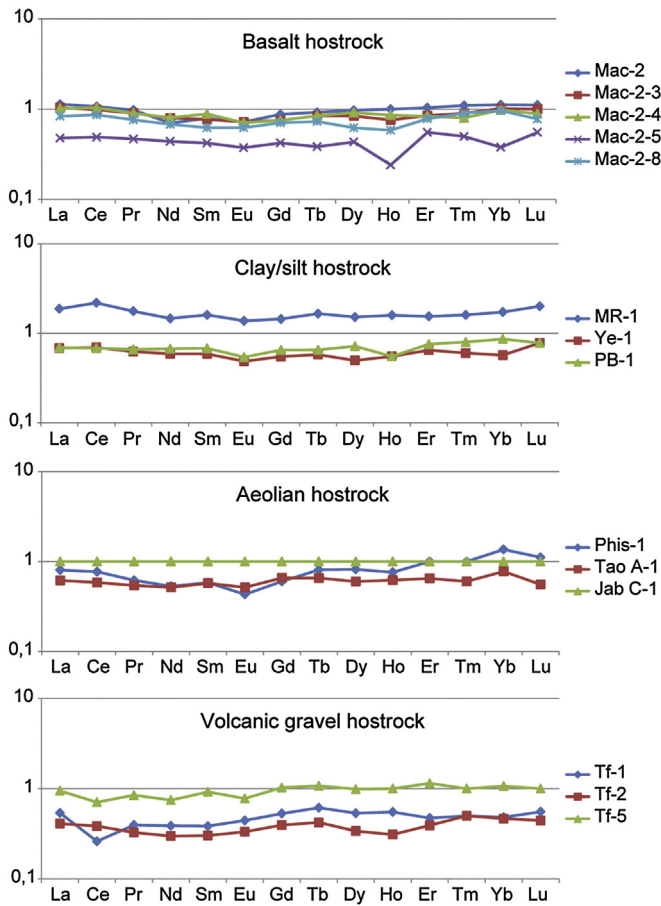 Basalt hostrock
10
1
0,1
La Ce Pr Nd Sm Eu Gd Tb Dy Ho Er Tm Yb Lu
Mac-2
Mac-2-3
Mac-2-4
Mac-2-5
Mac-2-8
Clay/silt hostrock
10
1
0,1
La Ce Pr Nd Sm Eu Gd Tb Dy Ho Er Tm Yb Lu
MR-1
Ye-1
PB-1
Aeolian hostrock
10
1
0,1
La Ce Pr Nd Sm Eu Gd Tb Dy Ho Er Tm Yb Lu
Phis-1
Tao A-1
Jab C-1
Volcanic gravel hostrock
10
1
0,1
La Ce Pr Nd Sm Eu Gd Tb Dy Ho Er Tm Yb Lu
Tf-1
Tf-2
Tf-5